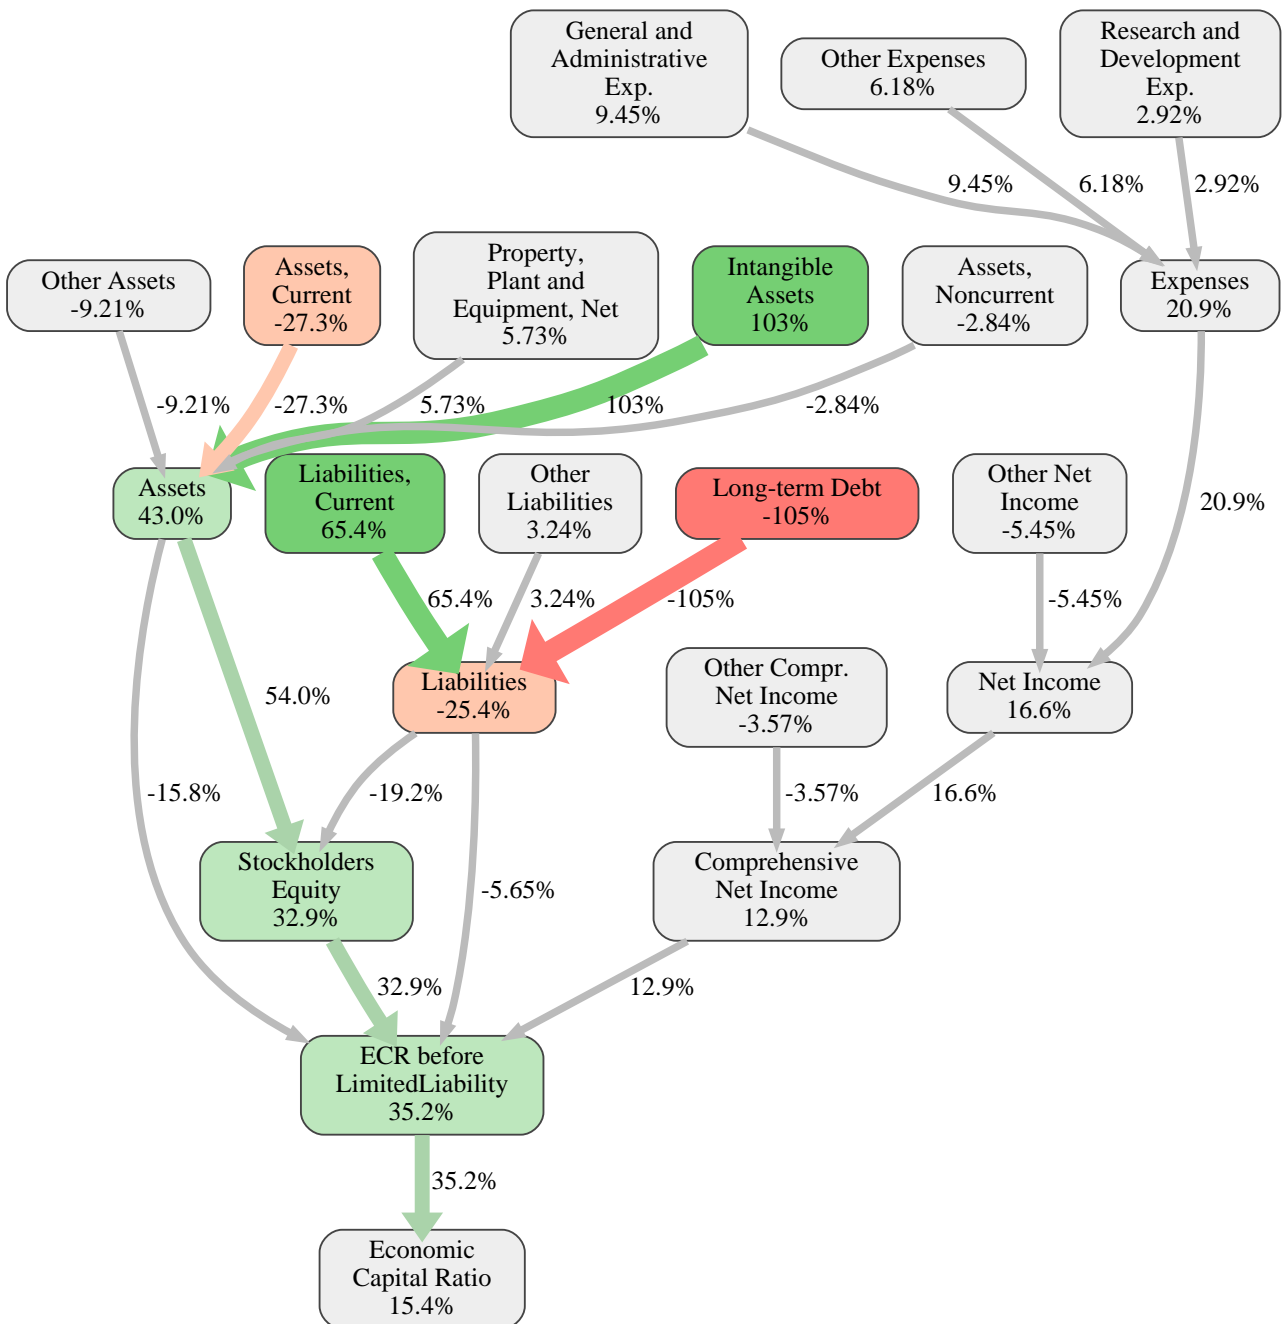 General and
Administrative
Exp.
9.45%
Other Expenses
6.18%
Research and
Development
Exp.
2.92%
9.45%
6.18%
2.92%
Other Assets
-9.21%
Assets,
Current
-27.3%
Property,
Plant and
Equipment, Net
5.73%
Intangible
Assets
103%
Assets,
Noncurrent
-2.84%
Expenses
20.9%
-9.21%
-27.3%
5.73%
103%
-2.84%
Assets
43.0%
Liabilities,
Current
65.4%
Other
Liabilities
3.24%
Long-term Debt
-105%
Other Net
Income
-5.45%
20.9%
65.4%
3.24%
-105%
-5.45%
54.0%
Liabilities
-25.4%
Other Compr.
Net Income
-3.57%
Net Income
16.6%
-15.8%
-19.2%
-3.57%
16.6%
Stockholders
Equity
32.9%
-5.65%
Comprehensive
Net Income
12.9%
32.9%
12.9%
ECR before
LimitedLiability
35.2%
35.2%
Economic
Capital Ratio
15.4%